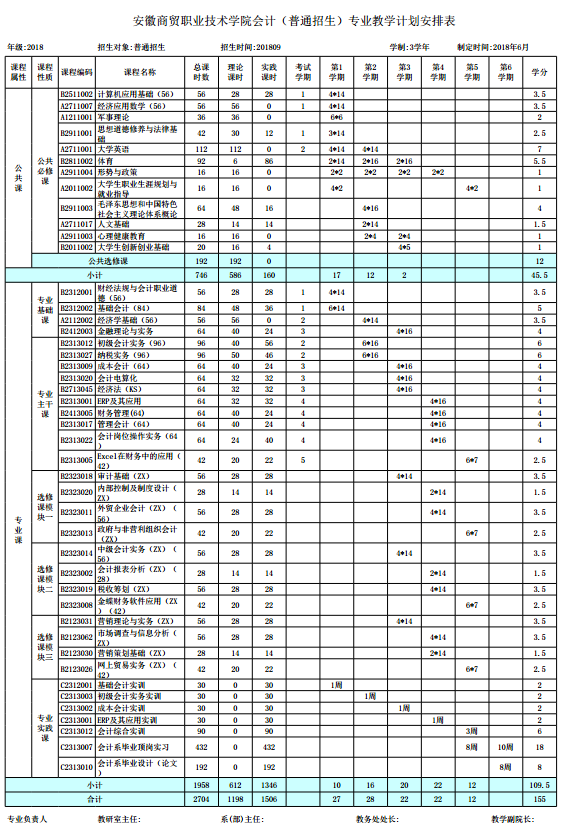 安徽商贸职业技术学院会计（普通招生）专业教学计划安排表
年级:2018 招生对象:普通招生 招生时间:201809 学制:3学年 制定时间:2018年6月
课程属性 课程性质 课程编码 课程名称 总课时数 理论课时 实践课时 考试学期 第1学期 第2学期 第3学期 第4学期 第5学期 第6学期 学分
公共课 公共必修课
B2511002 计算机应用基础（56） 56 28 28 1 4*14 3.5
A2711007 经济应用数学（56） 56 56 0 1 4*14 3.5
A1211001 军事理论 36 36 0 6*6 2
B2911001 思想道德修养与法律基础 42 30 12 1 3*14 2.5
A2711001 大学英语 112 112 0 2 4*14 4*14 7
B2811002 体育 92 6 86 2*14 2*16 2*16 5.5
A2911004 形势与政策 16 16 0 2*2 2*2 2*2 2*2 1
A2011002 大学生职业生涯规划与就业指导 16 16 0 4*2 4*2 1
B2911003 毛泽东思想和中国特色社会主义理论体系概论 64 48 16 4*16 4
A2711017 人文基础 28 14 14 2*14 1.5
A2911003 心理健康教育 16 16 0 2*4 2*4 1
B2011002 大学生创新创业基础 20 16 4 4*5 1
公共选修课 192 192 0 12
小计 746 586 160 17 12 2 45.5
专业课 专业基础课
B2312001 财经法规与会计职业道德（56） 56 28 28 1 4*14 3.5
B2312002 基础会计（84） 84 48 36 1 6*14 5
A2112002 经济学基础（56） 56 56 0 2 4*14 3.5
B2412003 金融理论与实务 64 40 24 3 4*16 4
专业主干课
B2313012 初级会计实务（96） 96 40 56 2 6*16 6
B2313027 纳税实务（96） 96 50 46 2 6*16 6
B2313009 成本会计（64） 64 40 24 3 4*16 4
B2313020 会计电算化 64 32 32 3 4*16 4
B2713045 经济法（KS） 64 32 32 3 4*16 4
B2313001 ERP及其应用 64 32 32 4 4*16 4
B2413005 财务管理(64) 64 40 24 4 4*16 4
B2313017 管理会计（64） 64 40 24 4 4*16 4
B2313022 会计岗位操作实务（64） 64 24 40 4 4*16 4
B2313005 Excel在财务中的应用（42） 42 20 22 5 6*7 2.5
选修课模块一
B2323018 审计基础（ZX） 56 28 28 4*14 3.5
B2323020 内部控制及制度设计（ZX） 28 14 14 2*14 1.5
B2323011 外贸企业会计（ZX）（56） 56 28 28 4*14 3.5
B2323013 政府与非营利组织会计（ZX） 42 20 22 6*7 2.5
选修课模块二
B2323014 中级会计实务（ZX）（56） 56 28 28 4*14 3.5
B2323002 会计报表分析（ZX）（28） 28 14 14 2*14 1.5
B2323019 税收筹划（ZX） 56 28 28 4*14 3.5
B2323008 金蝶财务软件应用（ZX）（42） 42 20 22 6*7 2.5
选修课模块三
B2123031 营销理论与实务（ZX） 56 28 28 4*14 3.5
B2123062 市场调查与信息分析（ZX） 56 28 28 4*14 3.5
B2123030 营销策划基础（ZX） 28 14 14 2*14 1.5
B2123026 网上贸易实务（ZX）（42） 42 20 22 6*7 2.5
专业实践课
C2312001 基础会计实训 30 0 30 1周 2
C2313003 初级会计实务实训 30 0 30 1周 2
C2313002 成本会计实训 30 0 30 1周 2
C2313001 ERP及其应用实训 30 0 30 1周 2
C2313012 会计综合实训 90 0 90 3周 6
C2313007 会计系毕业顶岗实习 432 0 432 8周 10周 18
C2313010 会计系毕业设计（论文） 192 0 192 8周 8
小计 1958 612 1346 10 16 20 22 12 109.5
合计 2704 1198 1506 27 28 22 22 12 155
专业负责人 教研室主任: 系(部)主任: 教务处处长: 教学副院长: